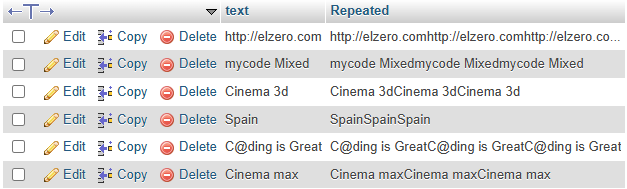 text Repeated
Edit Copy Delete http://elzero.com http://elzero.comhttp://elzero.comhttp://elzero.co...
Edit Copy Delete mycode Mixed mycode Mixedmycode Mixedmycode Mixed
Edit Copy Delete Cinema 3d Cinema 3dCinema 3dCinema 3d
Edit Copy Delete Spain SpainSpainSpain
Edit Copy Delete C@ding is Great C@ding is GreatC@ding is GreatC@ding is Great
Edit Copy Delete Cinema max Cinema maxCinema maxCinema max